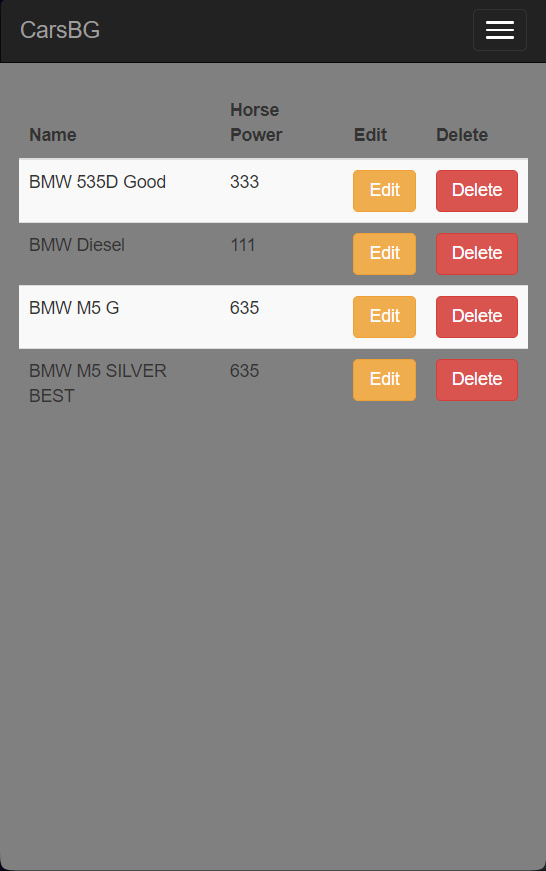 CarsBG
Name Horse Power Edit Delete
BMW 535D Good 333 Edit Delete
BMW Diesel 111 Edit Delete
BMW M5 G 635 Edit Delete
BMW M5 SILVER 635 Edit Delete
BEST